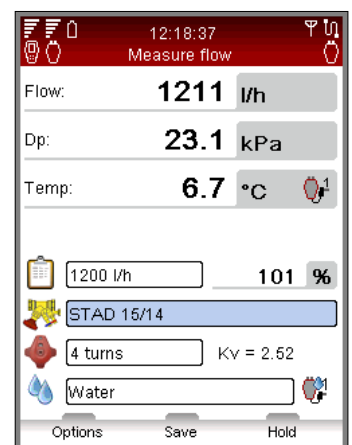 12:18:37
Measure flow
Flow: 1211 l/h
Dp: 23.1 kPa
Temp: 6.7 °C 1
1200 l/h 101 %
STAD 15/14
4 turns Kv = 2.52
Water
Options Save Hold